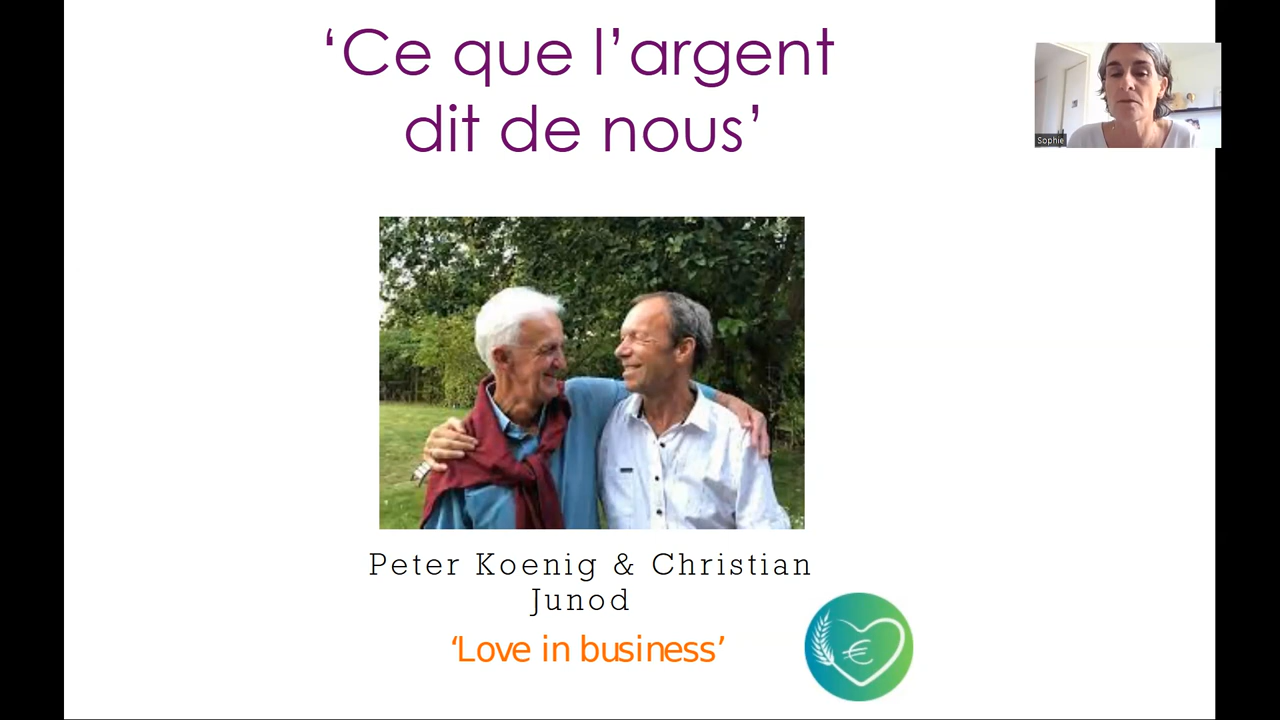 ‘Ce que l’argent
dit de nous’
Sophie
Peter Koenig & Christian
Junod
‘Love in business’
€